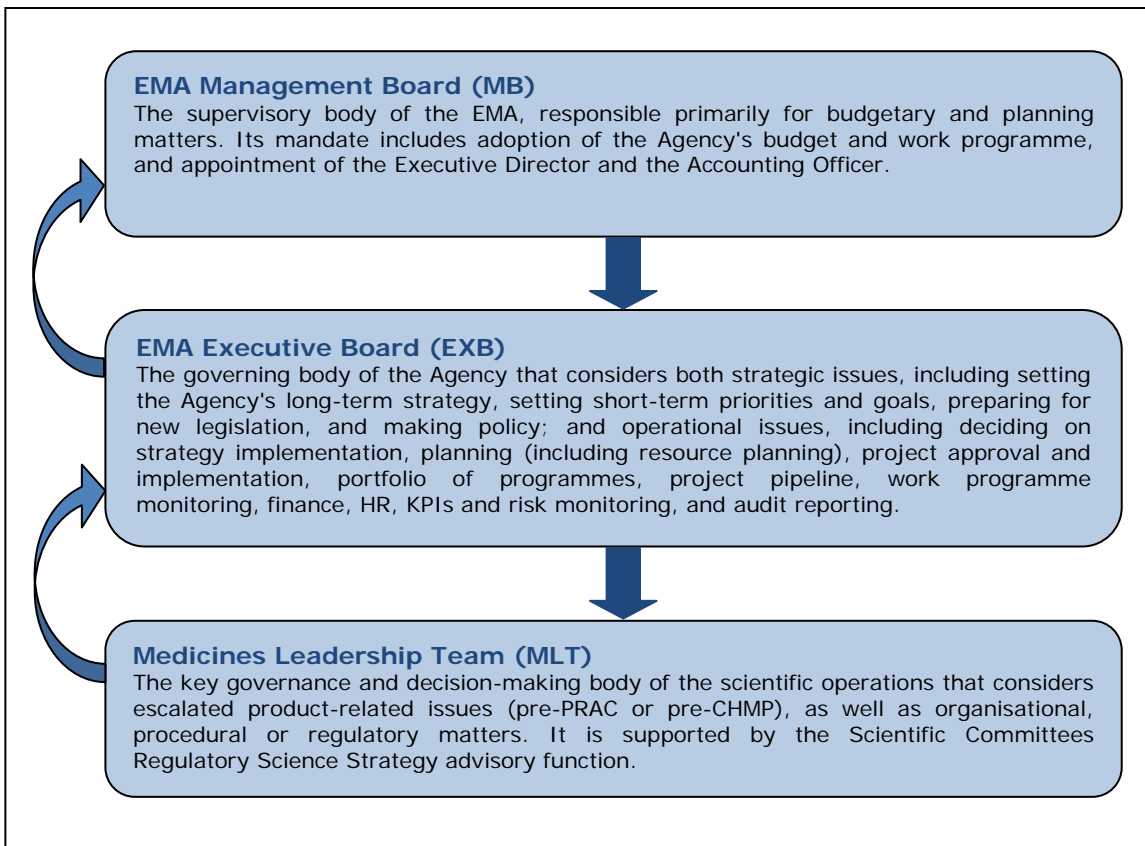 EMA Management Board (MB)
The supervisory body of the EMA, responsible primarily for budgetary and planning
matters. Its mandate includes adoption of the Agency's budget and work programme,
and appointment of the Executive Director and the Accounting Officer.
EMA Executive Board (EXB)
The governing body of the Agency that considers both strategic issues, including setting
the Agency's long-term strategy, setting short-term priorities and goals, preparing for
new legislation, and making policy; and operational issues, including deciding on
strategy implementation, planning (including resource planning), project approval and
implementation, portfolio of programmes, project pipeline, work programme
monitoring, finance, HR, KPIs and risk monitoring, and audit reporting.
Medicines Leadership Team (MLT)
The key governance and decision-making body of the scientific operations that considers
escalated product-related issues (pre-PRAC or pre-CHMP), as well as organisational,
procedural or regulatory matters. It is supported by the Scientific Committees
Regulatory Science Strategy advisory function.